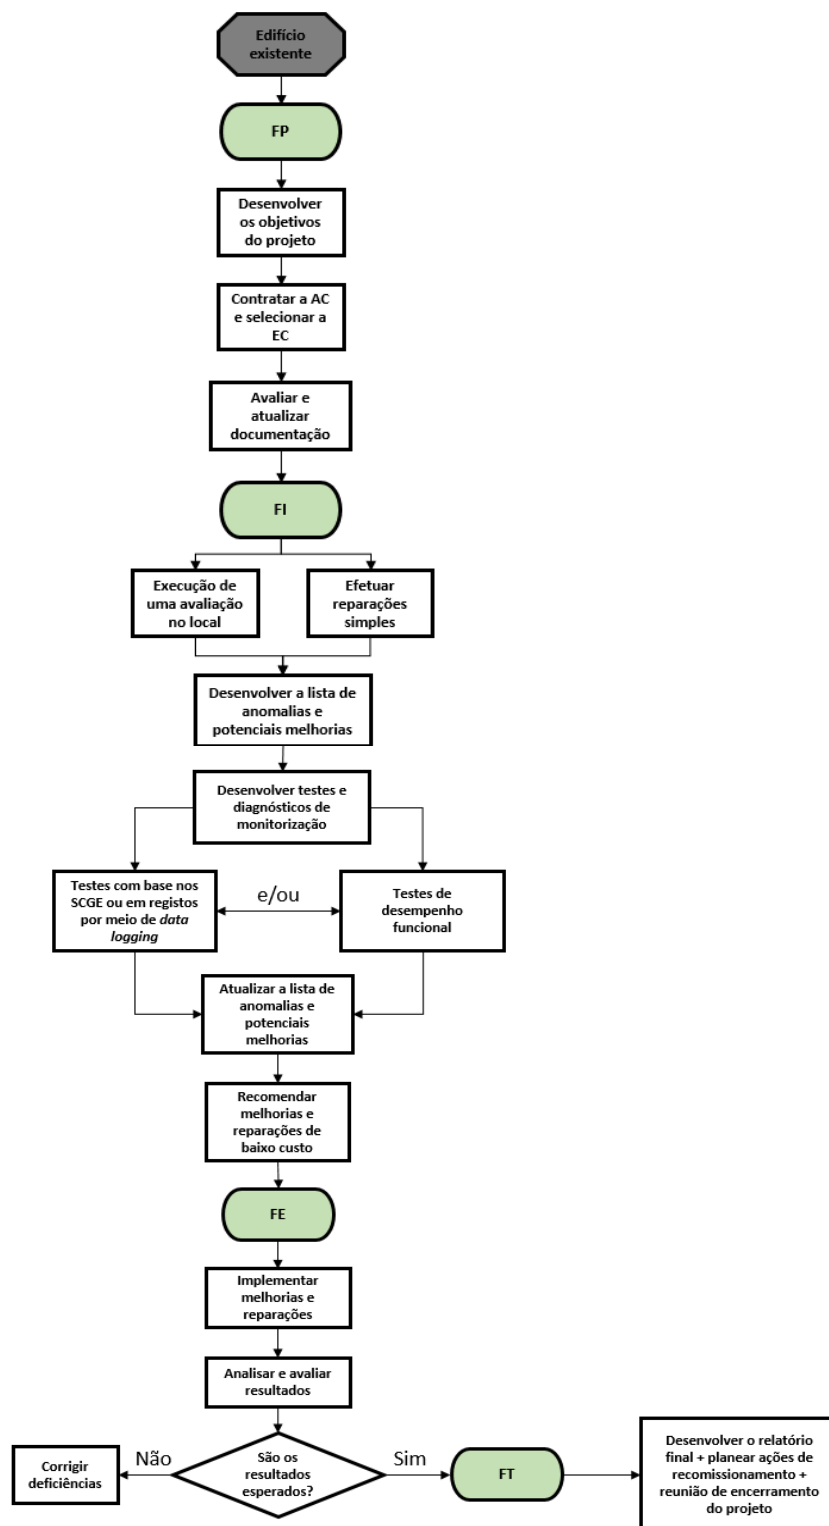 Edifício
existente
FP
Desenvolver
os objetivos
do projeto
Contratar a AC
e selecionar a
EC
Avaliar e
atualizar
documentação
FI
Execução de
uma avaliação
no local
Efetuar
reparações
simples
Desenvolver a lista de
anomalias e
potenciais melhorias
Desenvolver testes e
diagnósticos de
monitorização
Testes com base nos
SCGE ou em registos
por meio de data
logging
e/ou
Testes de
desempenho
funcional
Atualizar a lista de
anomalias e
potenciais
melhorias
Recomendar
melhorias e
reparações de
baixo custo
FE
Implementar
melhorias e
reparações
Analisar e avaliar
resultados
São os
resultados
esperados?
Não
Corrigir
deficiências
Sim
FT
Desenvolver o relatório
final + planear ações de
recomissionamento +
reunião de encerramento
do projeto